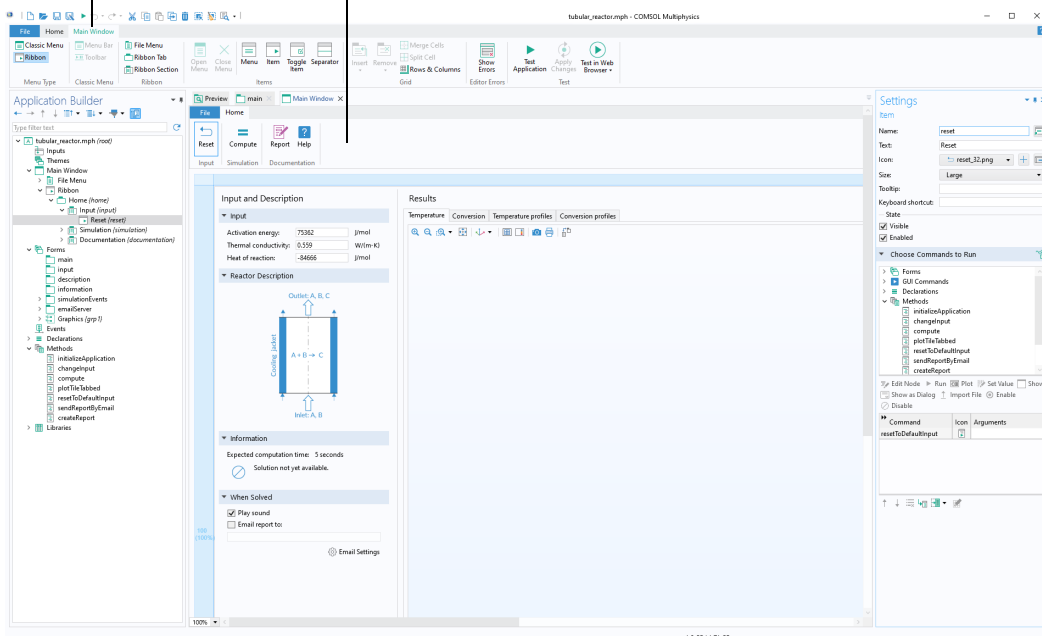 tubular_reactor.mph - COMSOL Multiphysics
File Home Main Window
Classic Menu Menu Bar File Menu
Ribbon Toolbar Ribbon Tab
Ribbon Section
Open Menu Close Menu Menu Item Toggle Item Separator
Insert Remove Merge Cells
Split Cell
Rows & Columns
Show Errors Test Application Apply Changes Test in Web Browser
Menu Type Classic Menu Ribbon Items Grid Editor Errors Test
Application Builder
Type filter text
tubular_reactor.mph (root)
Inputs
Themes
Main Window
File Menu
Ribbon
Home (home)
Input (input)
Reset (reset)
Simulation (simulation)
Documentation (documentation)
Forms
main
input
description
information
simulationEvents
emailServer
Graphics (grp1)
Events
Declarations
Methods
initializeApplication
changeInput
compute
plotTileTabbed
resetToDefaultInput
sendReportByEmail
createReport
Libraries
Preview main Main Window
File Home
Reset Compute Report Help
Input Simulation Documentation
Input and Description
Input
Activation energy: 75362 J/mol
Thermal conductivity: 0.559 W/(m·K)
Heat of reaction: -84666 J/mol
Reactor Description
Outlet: A, B, C
Cooling jacket
A + B → C
Inlet: A, B
Information
Expected computation time: 5 seconds
Solution not yet available.
When Solved
Play sound
Email report to:
Email Settings
(100%)
100%
Results
Temperature Conversion Temperature profiles Conversion profiles
Settings
Item
Name: reset
Text: Reset
Icon: reset_32.png
Size: Large
Tooltip:
Keyboard shortcut:
State
Visible
Enabled
Choose Commands to Run
Forms
GUI Commands
Declarations
Methods
initializeApplication
changeInput
compute
plotTileTabbed
resetToDefaultInput
sendReportByEmail
createReport
Edit Node Run Plot Set Value Show
Show as Dialog Import File Enable
Disable
Command Icon Arguments
resetToDefaultInput